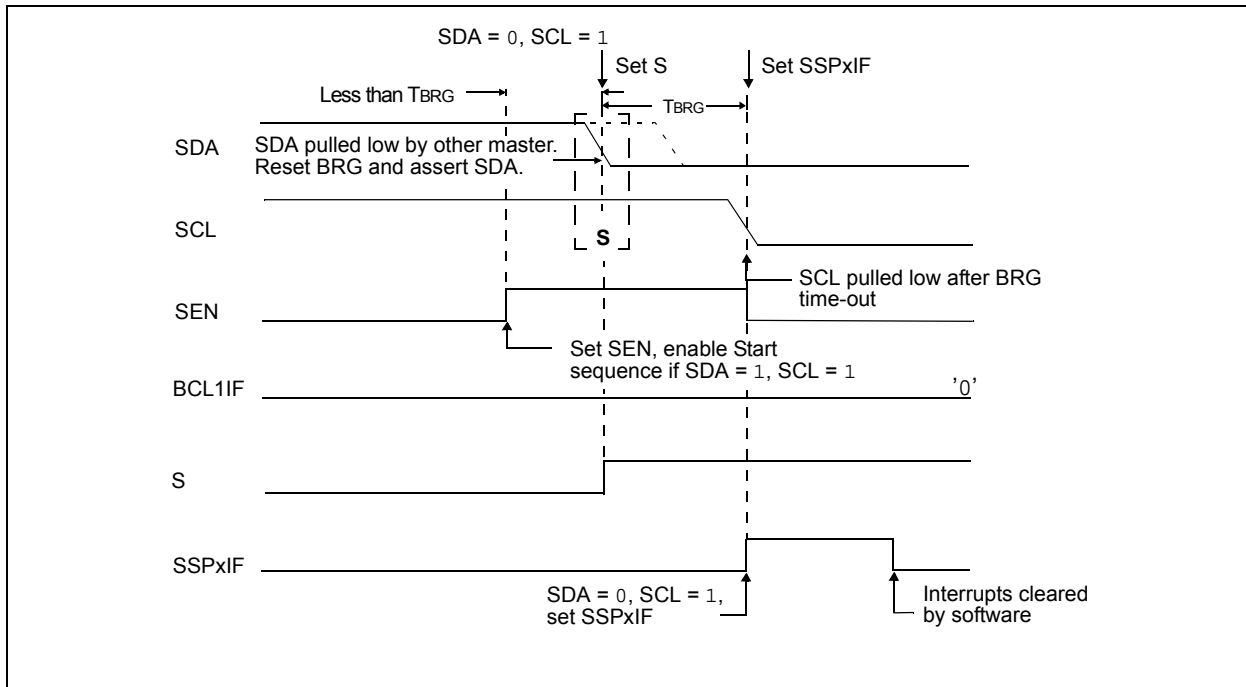 SDA = 0, SCL = 1
Set S
Set SSPxIF
Less than TBRG
TBRG
SDA
SDA pulled low by other master.
Reset BRG and assert SDA.
SCL
S
SCL pulled low after BRG
time-out
SEN
Set SEN, enable Start
sequence if SDA = 1, SCL = 1
BCL1IF
'0'
S
SSPxIF
SDA = 0, SCL = 1,
set SSPxIF
Interrupts cleared
by software